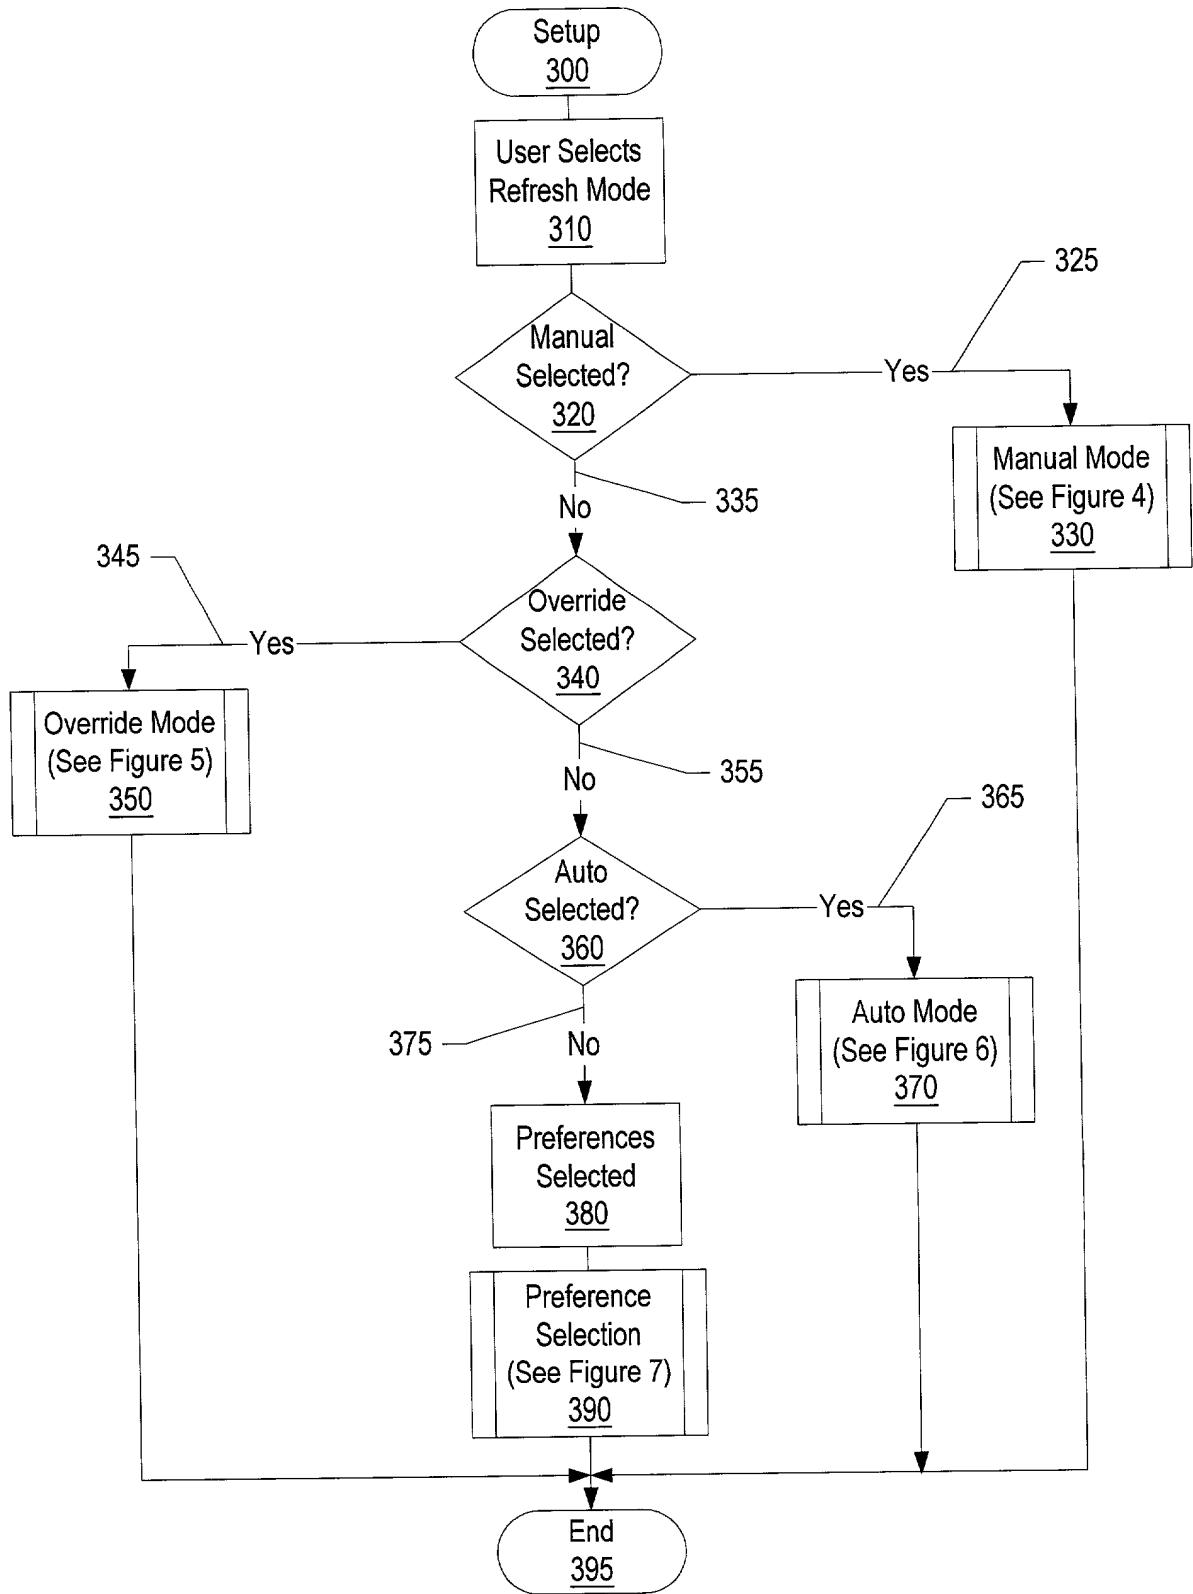 Setup
300
User Selects
Refresh Mode
310
325
Manual
Selected?
320
Yes
Manual Mode
(See Figure 4)
330
335
No
345
Override
Selected?
340
Yes
Override Mode
(See Figure 5)
350
355
No
365
Auto
Selected?
360
Yes
Auto Mode
(See Figure 6)
370
375
No
Preferences
Selected
380
Preference
Selection
(See Figure 7)
390
End
395